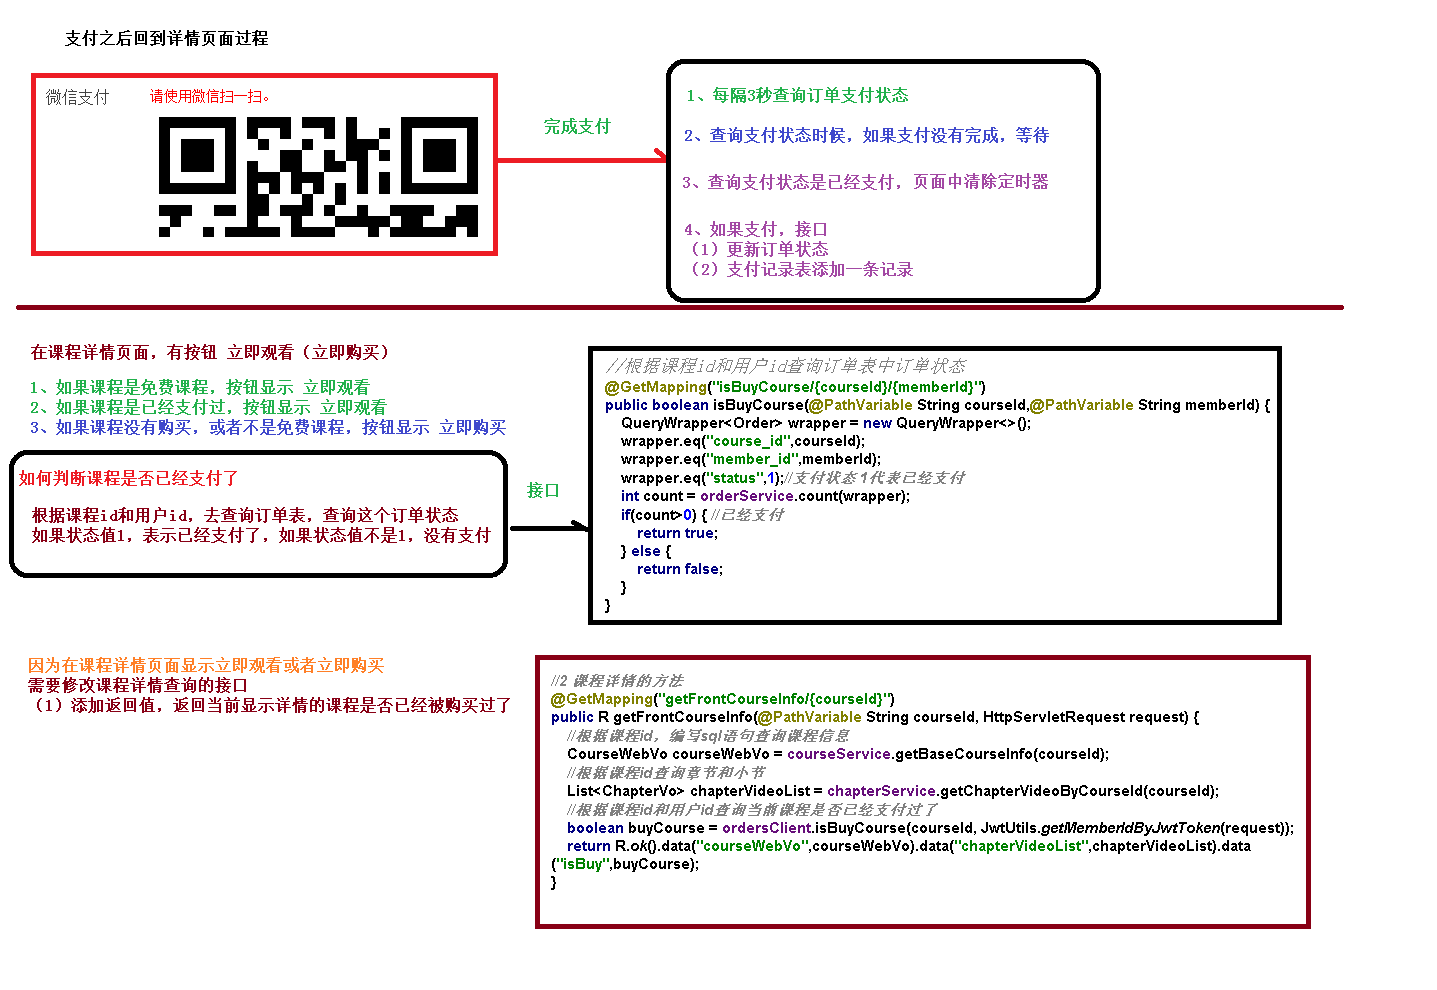 支付之后回到详情页面过程
微信支付
请使用微信扫一扫。
完成支付
1、每隔3秒查询订单支付状态
2、查询支付状态时候，如果支付没有完成，等待
3、查询支付状态是已经支付，页面中清除定时器
4、如果支付，接口
（1）更新订单状态
（2）支付记录表添加一条记录
在课程详情页面，有按钮 立即观看（立即购买）
1、如果课程是免费课程，按钮显示 立即观看
2、如果课程是已经支付过，按钮显示 立即观看
3、如果课程没有购买，或者不是免费课程，按钮显示 立即购买
如何判断课程是否已经支付了
根据课程id和用户id，去查询订单表，查询这个订单状态
如果状态值1，表示已经支付了，如果状态值不是1，没有支付
接口
//根据课程id和用户id查询订单表中订单状态
@GetMapping("isBuyCourse/{courseId}/{memberId}")
public boolean isBuyCourse(@PathVariable String courseId,@PathVariable String memberId) {
QueryWrapper<Order> wrapper = new QueryWrapper<>();
wrapper.eq("course_id",courseId);
wrapper.eq("member_id",memberId);
wrapper.eq("status",1);//支付状态 1代表已经支付
int count = orderService.count(wrapper);
if(count>0) { //已经支付
return true;
} else {
return false;
}
}
因为在课程详情页面显示立即观看或者立即购买
需要修改课程详情查询的接口
（1）添加返回值，返回当前显示详情的课程是否已经被购买过了
//2 课程详情的方法
@GetMapping("getFrontCourseInfo/{courseId}")
public R getFrontCourseInfo(@PathVariable String courseId, HttpServletRequest request) {
//根据课程id，编写sql语句查询课程信息
CourseWebVo courseWebVo = courseService.getBaseCourseInfo(courseId);
//根据课程id查询章节和小节
List<ChapterVo> chapterVideoList = chapterService.getChapterVideoByCourseId(courseId);
//根据课程id和用户id查询当前课程是否已经支付过了
boolean buyCourse = ordersClient.isBuyCourse(courseId, JwtUtils.getMemberIdByJwtToken(request));
return R.ok().data("courseWebVo",courseWebVo).data("chapterVideoList",chapterVideoList).data
("isBuy",buyCourse);
}